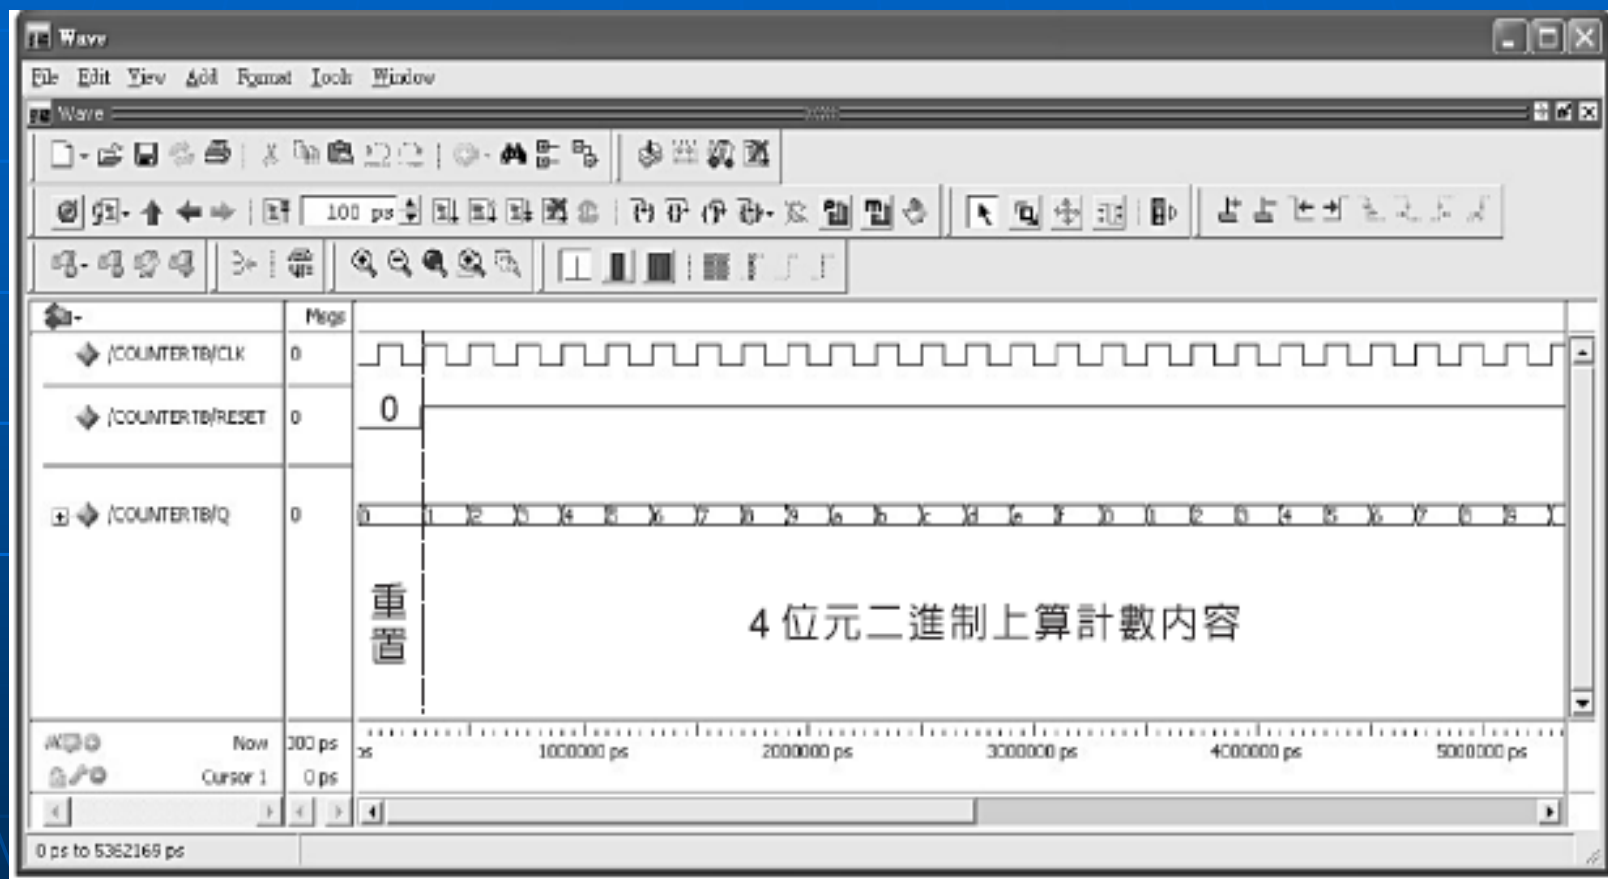 Wave
File Edit View Add Format Tools Window
Wave
100 ps
Msgs
/COUNTERTB/CLK 0
/COUNTERTB/RESET 0 0
/COUNTERTB/Q 0 0 1 2 3 4 5 6 7 8 9 a b c d e f 0 1 2 3 4 5 6 7 8 9
重置
4 位元二進制上算計數內容
Now 000 ps ps 1000000 ps 2000000 ps 3000000 ps 4000000 ps 5000000 ps
Cursor 1 0 ps
0 ps to 5362169 ps